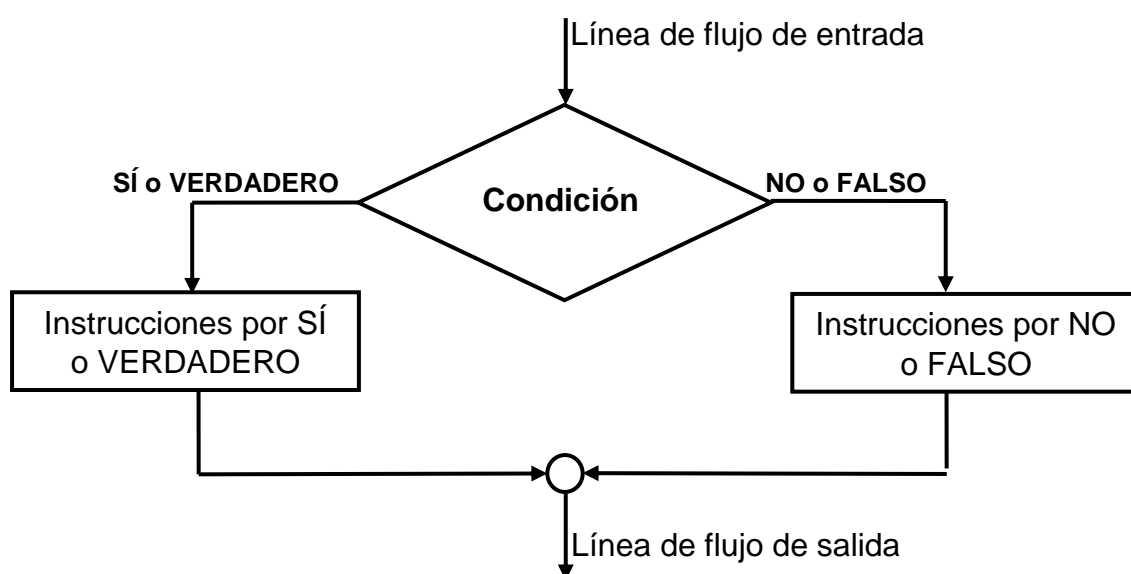 Línea de flujo de entrada
SÍ o VERDADERO
NO o FALSO
Condición
Instrucciones por SÍ
o VERDADERO
Instrucciones por NO
o FALSO
Línea de flujo de salida